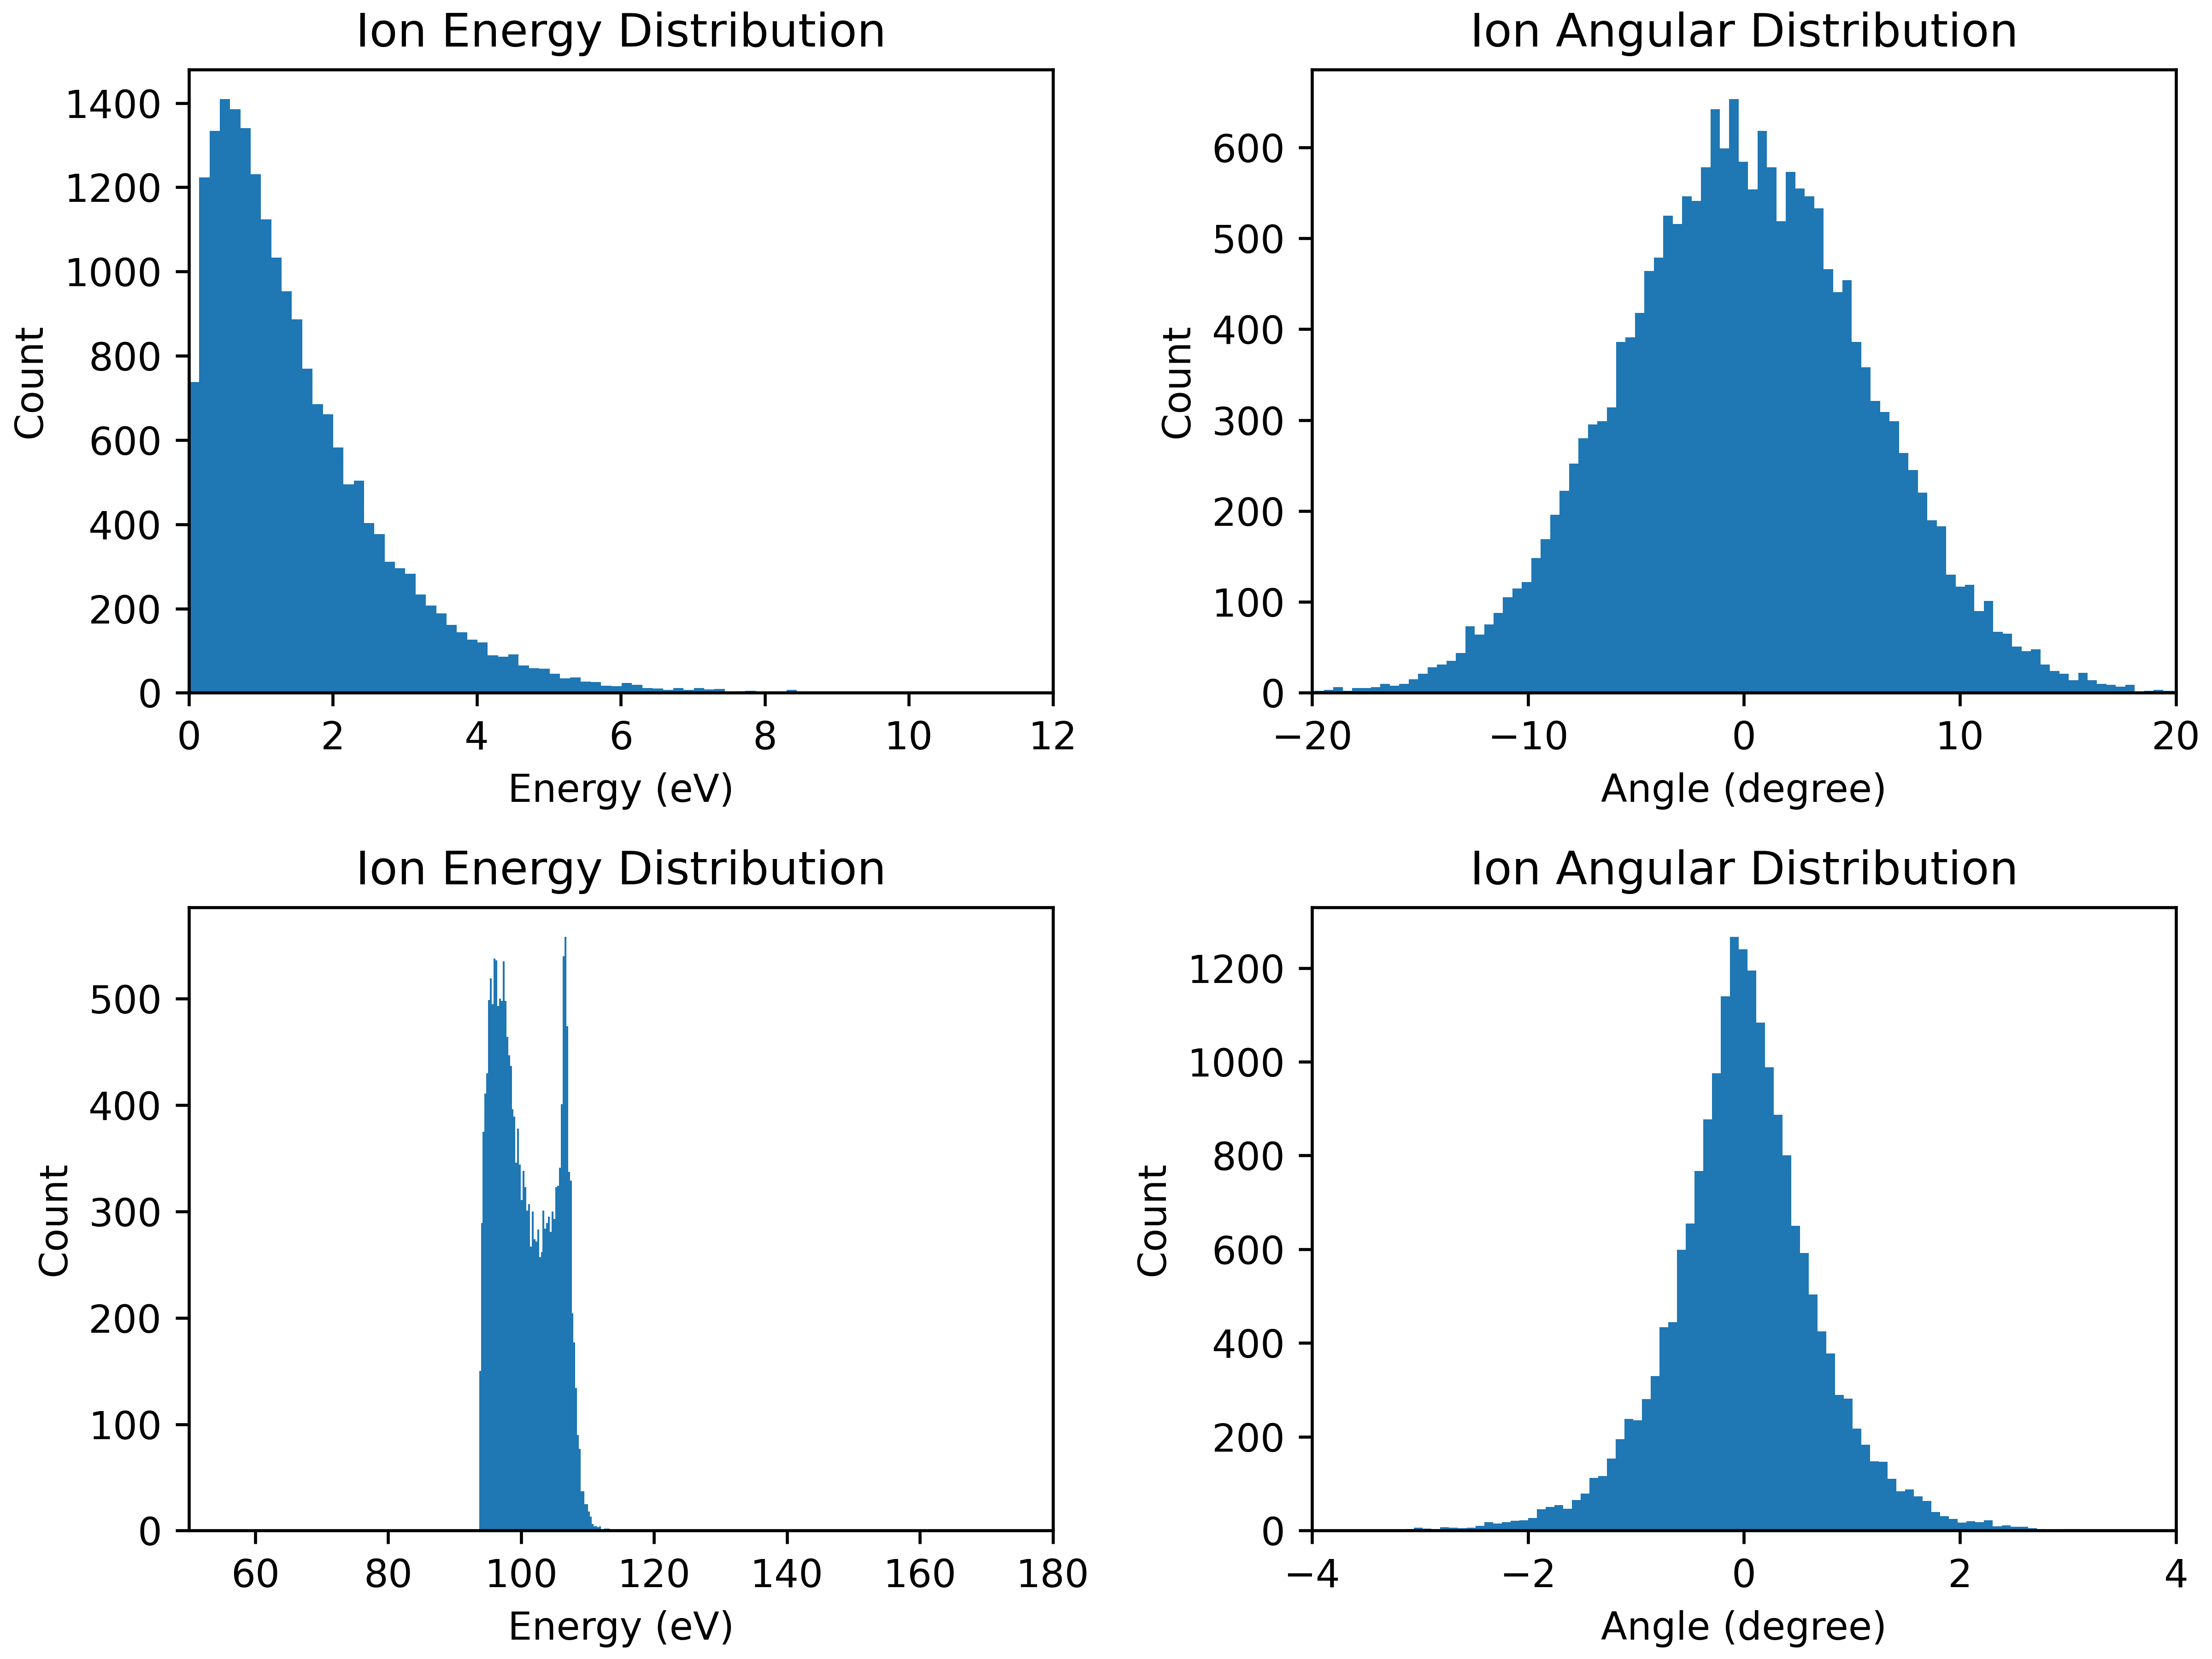 Ion Energy Distribution
1400
1200
1000
800
600
400
200
0
Count
0 2 4 6 8 10 12
Energy (eV)
Ion Angular Distribution
600
500
400
300
200
100
0
Count
−20 −10 0 10 20
Angle (degree)
Ion Energy Distribution
500
400
300
200
100
0
Count
60 80 100 120 140 160 180
Energy (eV)
Ion Angular Distribution
1200
1000
800
600
400
200
0
Count
−4 −2 0 2 4
Angle (degree)